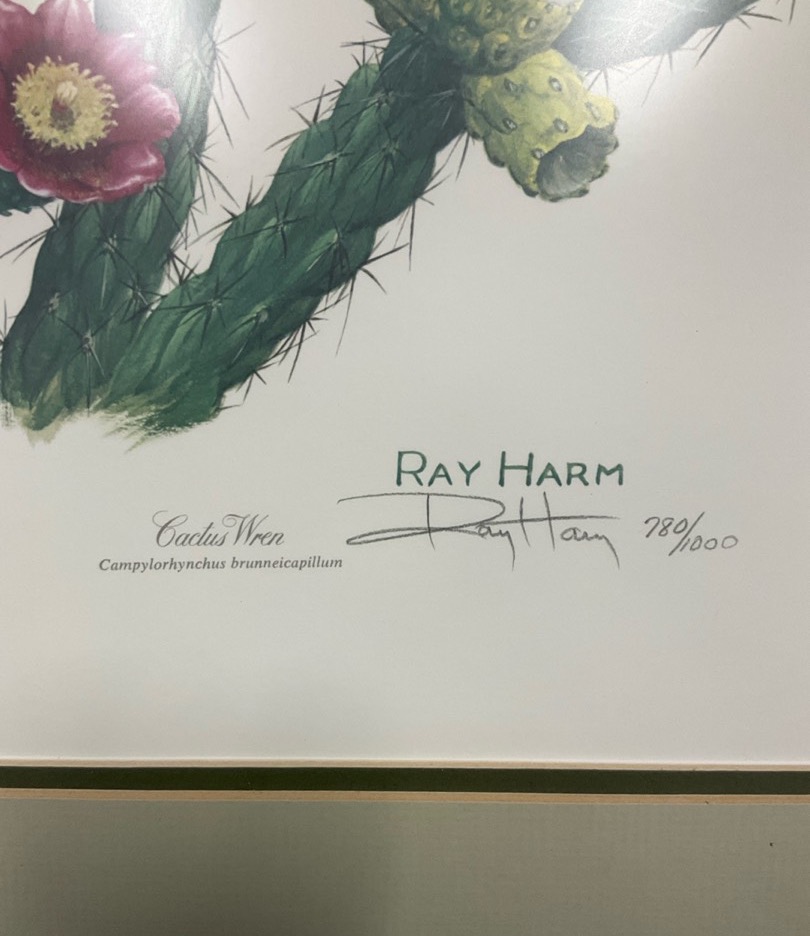 RAY HARM
Cactus Wren
Ray Harm 780/1000
Campylorhynchus brunneicapillum